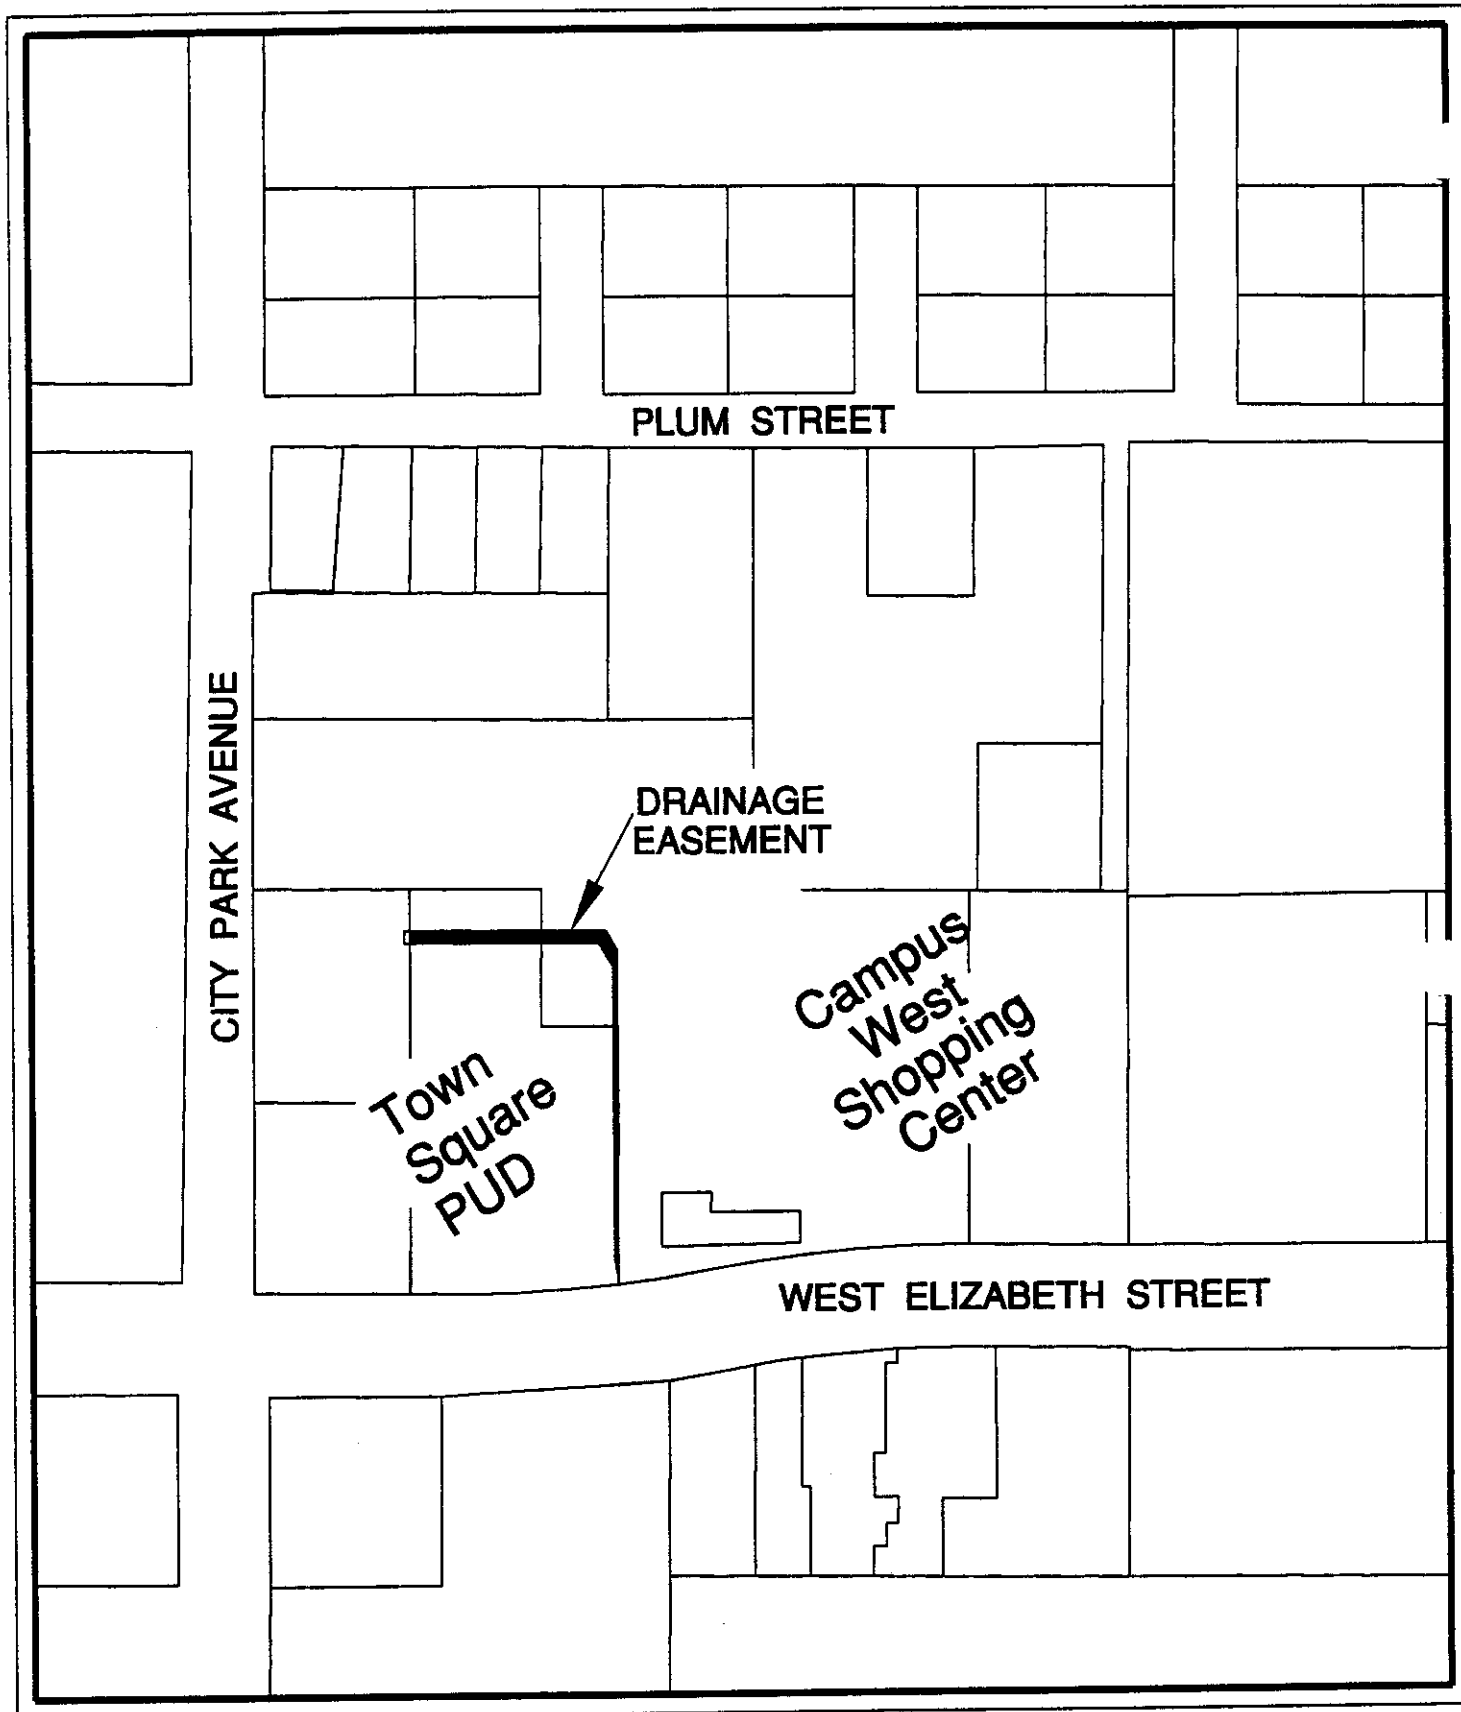 PLUM STREET
CITY PARK AVENUE
DRAINAGE
EASEMENT
Campus
West
Shopping
Center
Town
Square
PUD
WEST ELIZABETH STREET